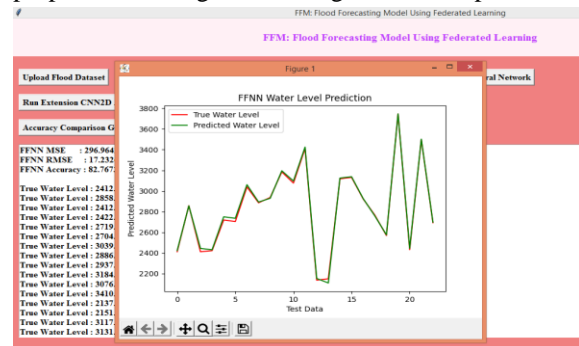 FFM: Flood Forecasting Model Using Federated Learning
FFM: Flood Forecasting Model Using Federated Learning
Upload Flood Dataset
ral Network
Run Extension CNN2D
Accuracy Comparison G
FFNN MSE : 296.964
FFNN RMSE : 17.232
FFNN Accuracy : 82.767
True Water Level : 2412.
True Water Level : 2858.
True Water Level : 2412.
True Water Level : 2422.
True Water Level : 2719.
True Water Level : 2704.
True Water Level : 3039.
True Water Level : 2886.
True Water Level : 2937.
True Water Level : 3184.
True Water Level : 3076.
True Water Level : 3410.
True Water Level : 2137.
True Water Level : 2151.
True Water Level : 3117.
True Water Level : 3131.
Figure 1
FFNN Water Level Prediction
True Water Level
Predicted Water Level
Predicted Water Level
3800
3600
3400
3200
3000
2800
2600
2400
2200
0 5 10 15 20
Test Data